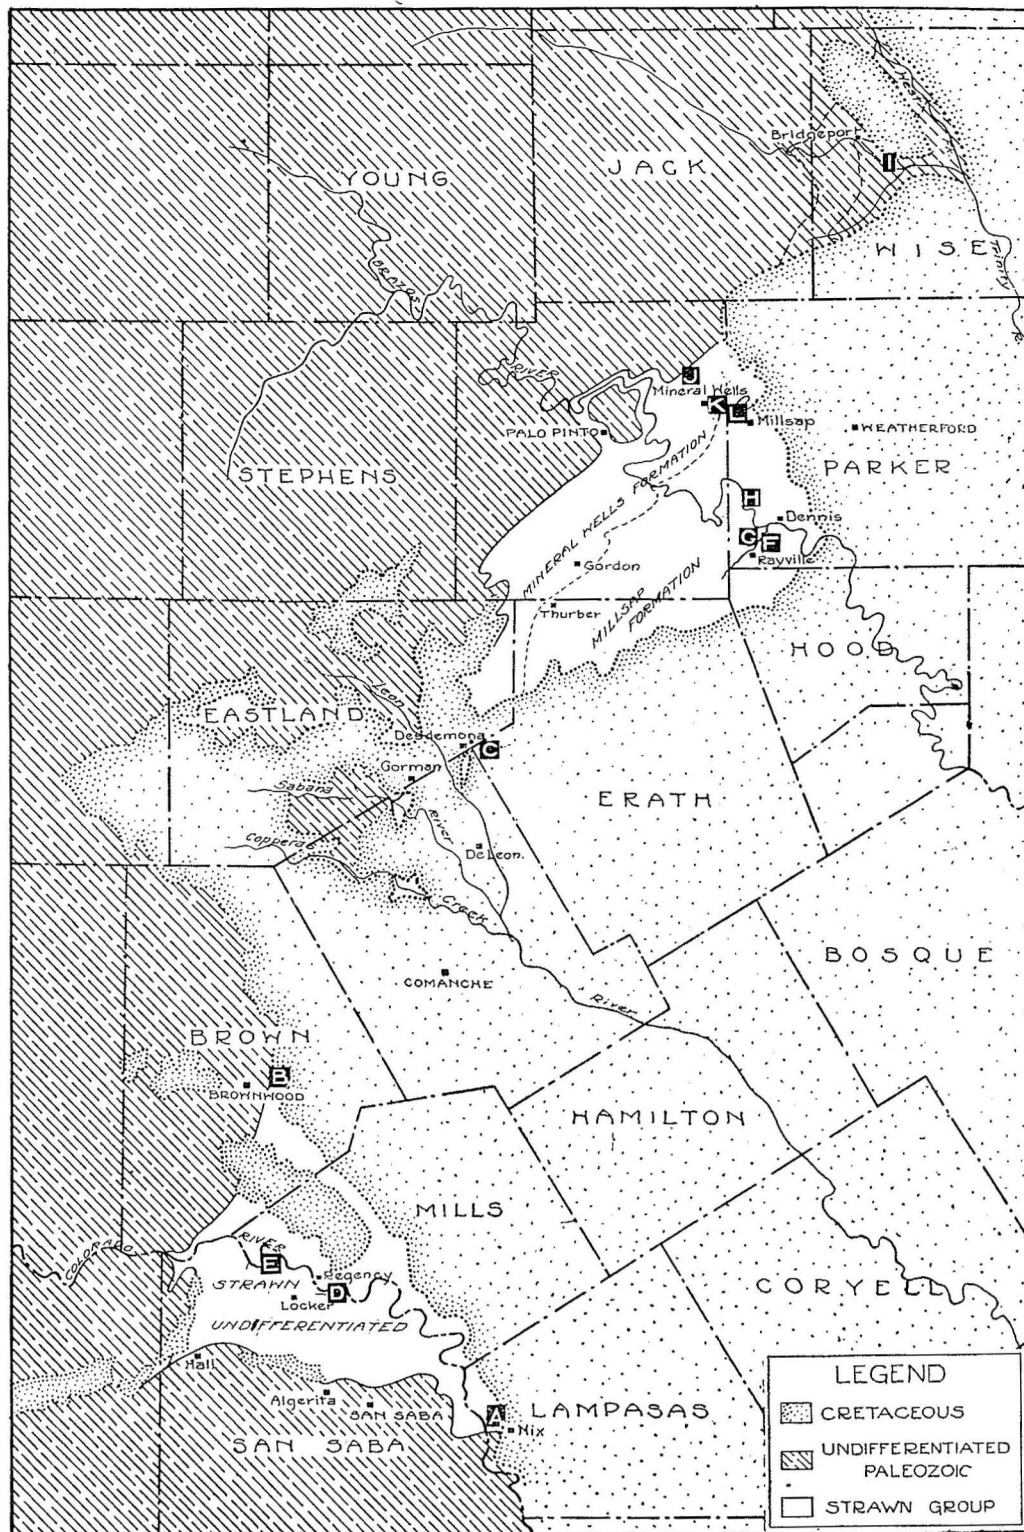 Bridgeport
I
JACK
YOUNG
WISE
Trinity
BRAZOS
RIVER
J
Mineral Wells
K
L
Millsap
PALO PINTO
WEATHERFORD
PARKER
STEPHENS
MINERAL WELLS FORMATION
H
Dennis
G
F
Rayville
Gordon
Thurber
MILLSAP
FORMATION
HOOD
Leon
EASTLAND
Desdemona
C
Gorman
Sabana
River
ERATH
Copperas
DeLeon.
Creek
BOSQUE
COMANCHE
River
BROWN
B
BROWNWOOD
HAMILTON
MILLS
COLORADO
RIVER
E
STRAWN
Regency
D
Locker
UNDIFFERENTIATED
CORYELL
Hall
Algerita
SAN SABA
A
LAMPASAS
Nix
SAN SABA
LEGEND
CRETACEOUS
UNDIFFERENTIATED
PALEOZOIC
STRAWN GROUP